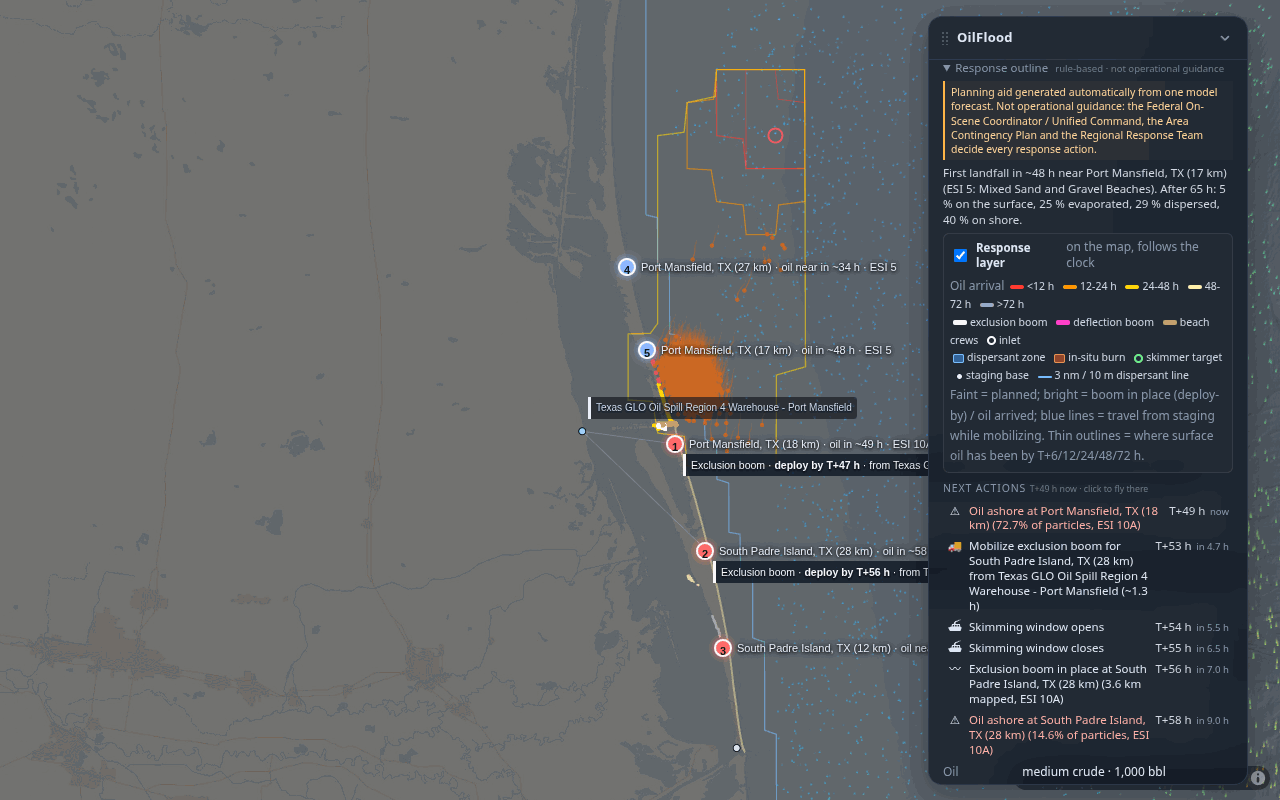 OilFlood
Response outline rule-based · not operational guidance
Planning aid generated automatically from one model
forecast. Not operational guidance: the Federal On-
Scene Coordinator / Unified Command, the Area
Contingency Plan and the Regional Response Team
decide every response action.
First landfall in ~48 h near Port Mansfield, TX (17 km)
(ESI 5: Mixed Sand and Gravel Beaches). After 65 h: 5
% on the surface, 25 % evaporated, 29 % dispersed,
40 % on shore.
Response layer on the map, follows the clock
Oil arrival <12 h 12-24 h 24-48 h 48-
72 h >72 h
exclusion boom deflection boom beach
crews inlet
dispersant zone in-situ burn skimmer target
staging base 3 nm / 10 m dispersant line
Faint = planned; bright = boom in place (deploy-
by) / oil arrived; blue lines = travel from staging
while mobilizing. Thin outlines = where surface
oil has been by T+6/12/24/48/72 h.
NEXT ACTIONS T+49 h now · click to fly there
Oil ashore at Port Mansfield, TX (18 T+49 h now
km) (72.7% of particles, ESI 10A)
Mobilize exclusion boom for T+53 h in 4.7 h
South Padre Island, TX (28 km)
from Texas GLO Oil Spill Region 4
Warehouse - Port Mansfield (~1.3
h)
Skimming window opens T+54 h in 5.5 h
Skimming window closes T+55 h in 6.5 h
Exclusion boom in place at South T+56 h in 7.0 h
Padre Island, TX (28 km) (3.6 km
mapped, ESI 10A)
Oil ashore at South Padre Island, T+58 h in 9.0 h
TX (28 km) (14.6% of particles, ESI
10A)
Oil medium crude · 1,000 bbl
4 Port Mansfield, TX (27 km) · oil near in ~34 h · ESI 5
5 Port Mansfield, TX (17 km) · oil in ~48 h · ESI 5
Texas GLO Oil Spill Region 4 Warehouse - Port Mansfield
1 Port Mansfield, TX (18 km) · oil in ~49 h · ESI 10A
Exclusion boom · deploy by T+47 h · from Texas G
2 South Padre Island, TX (28 km) · oil in ~58
Exclusion boom · deploy by T+56 h · from T
3 South Padre Island, TX (12 km) · oil ne